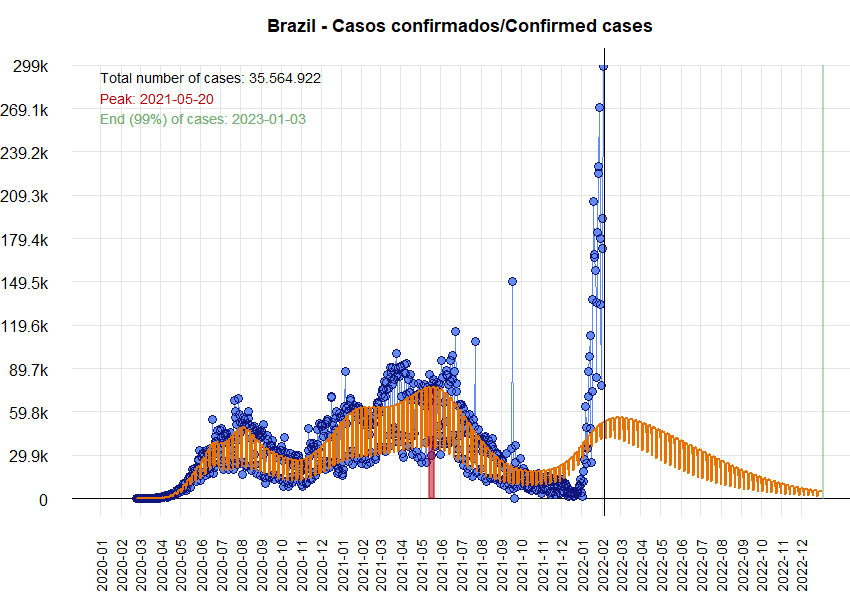 Brazil - Casos confirmados/Confirmed cases
Total number of cases: 35.564.922
Peak: 2021-05-20
End (99%) of cases: 2023-01-03
299k
269.1k
239.2k
209.3k
179.4k
149.5k
119.6k
89.7k
59.8k
29.9k
0
2020-01
2020-02
2020-03
2020-04
2020-05
2020-06
2020-07
2020-08
2020-09
2020-10
2020-11
2020-12
2021-01
2021-02
2021-03
2021-04
2021-05
2021-06
2021-07
2021-08
2021-09
2021-10
2021-11
2021-12
2022-01
2022-02
2022-03
2022-04
2022-05
2022-06
2022-07
2022-08
2022-09
2022-10
2022-11
2022-12